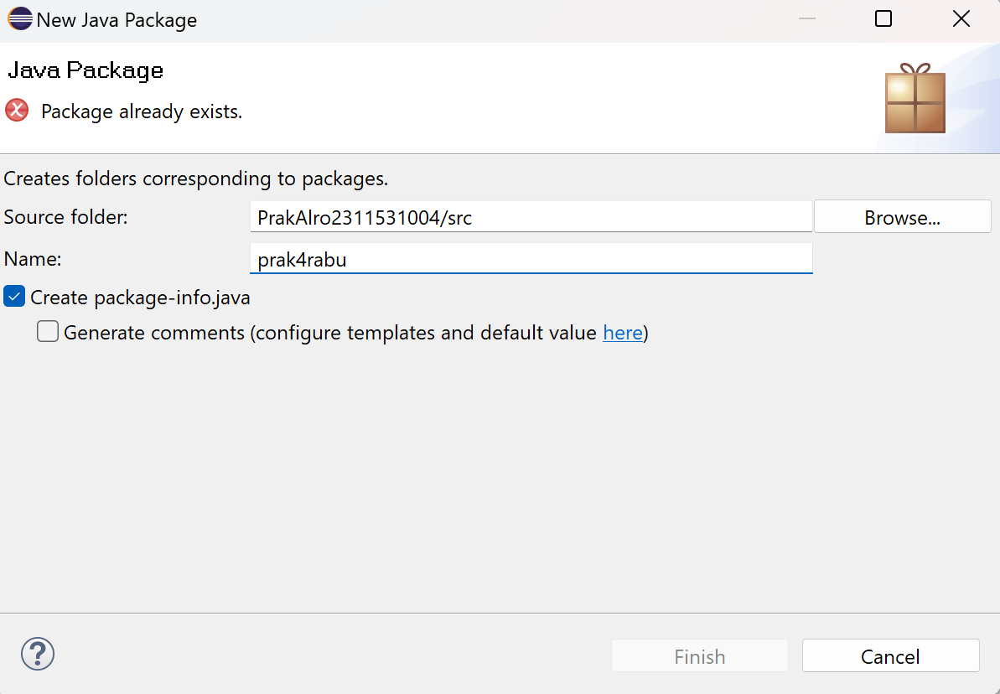 New Java Package
Java Package
Package already exists.
Creates folders corresponding to packages.
Source folder: PrakAlro2311531004/src Browse...
Name: prak4rabu
Create package-info.java
Generate comments (configure templates and default value here)
? Finish Cancel